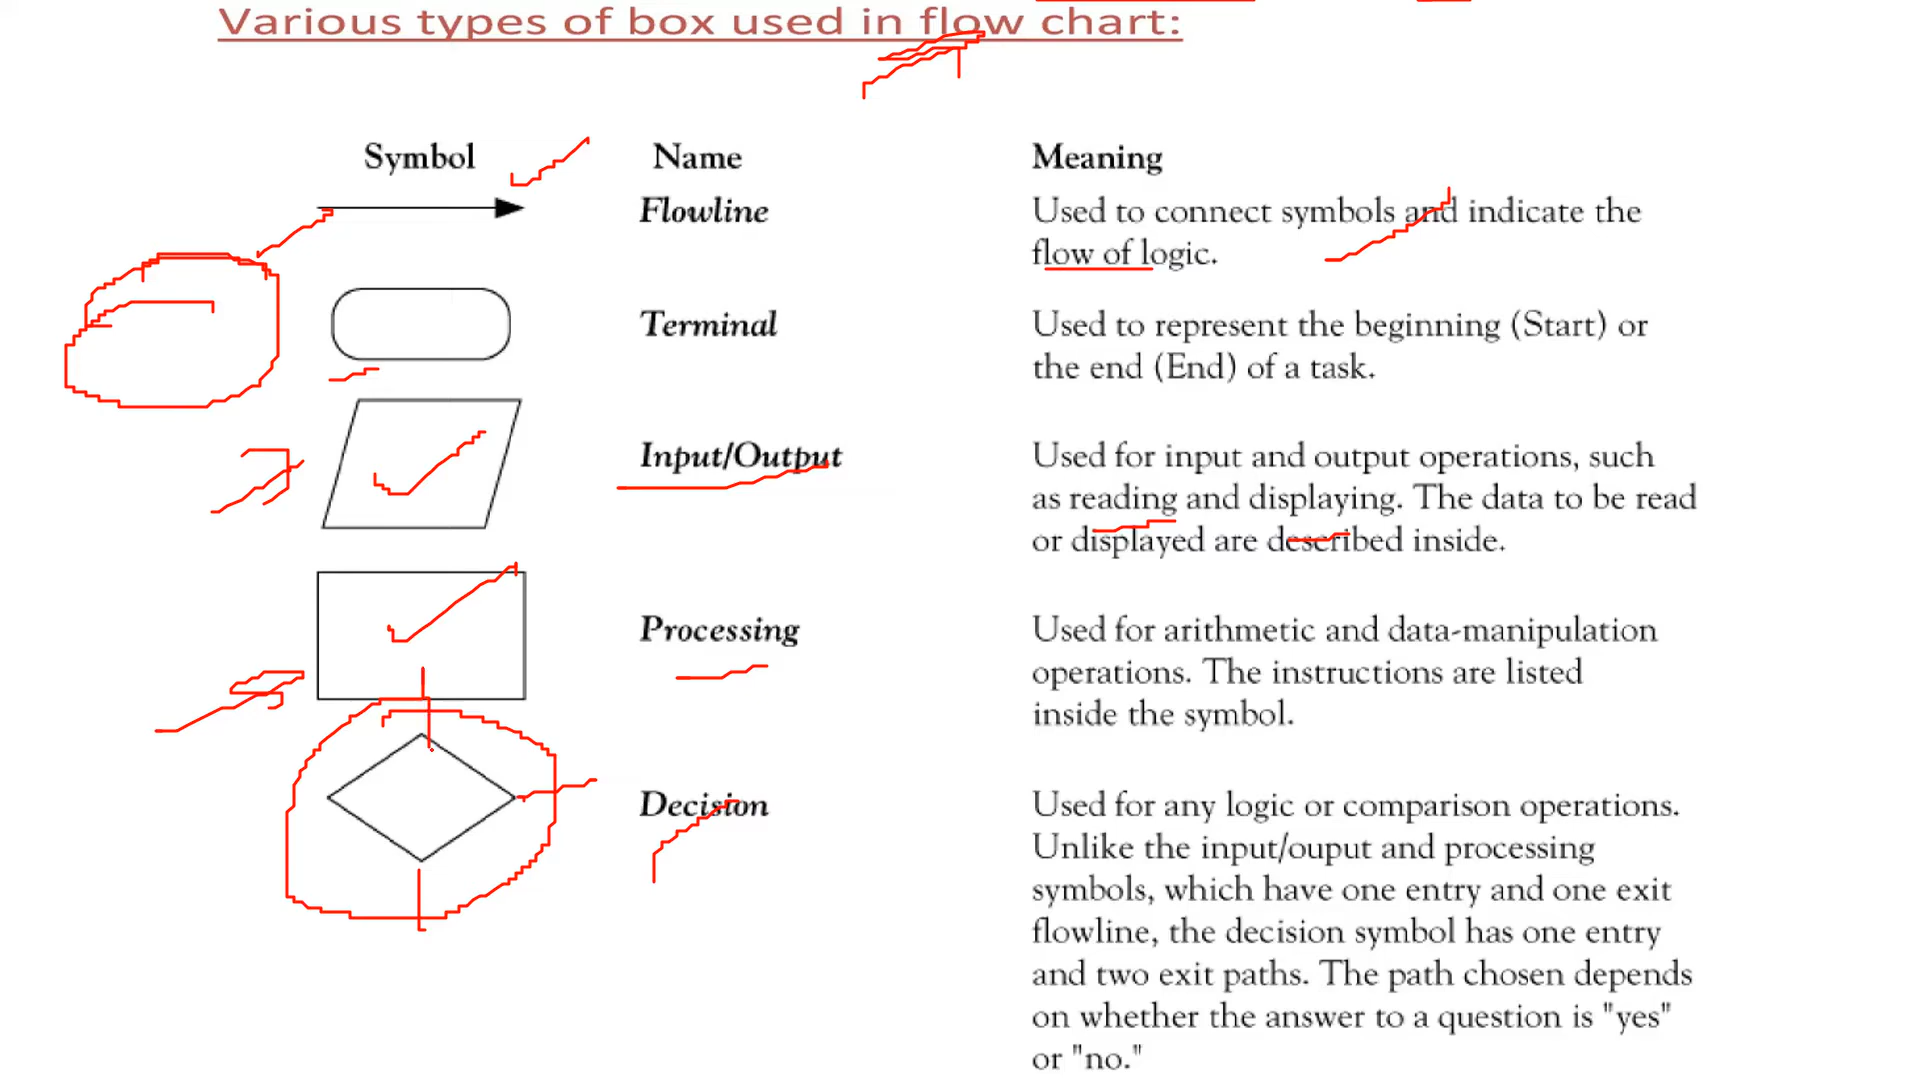 Various types of box used in flow chart:
Symbol Name Meaning
Flowline Used to connect symbols and indicate the
flow of logic.
Terminal Used to represent the beginning (Start) or
the end (End) of a task.
Input/Output Used for input and output operations, such
as reading and displaying. The data to be read
or displayed are described inside.
Processing Used for arithmetic and data-manipulation
operations. The instructions are listed
inside the symbol.
Decision Used for any logic or comparison operations.
Unlike the input/ouput and processing
symbols, which have one entry and one exit
flowline, the decision symbol has one entry
and two exit paths. The path chosen depends
on whether the answer to a question is "yes"
or "no."